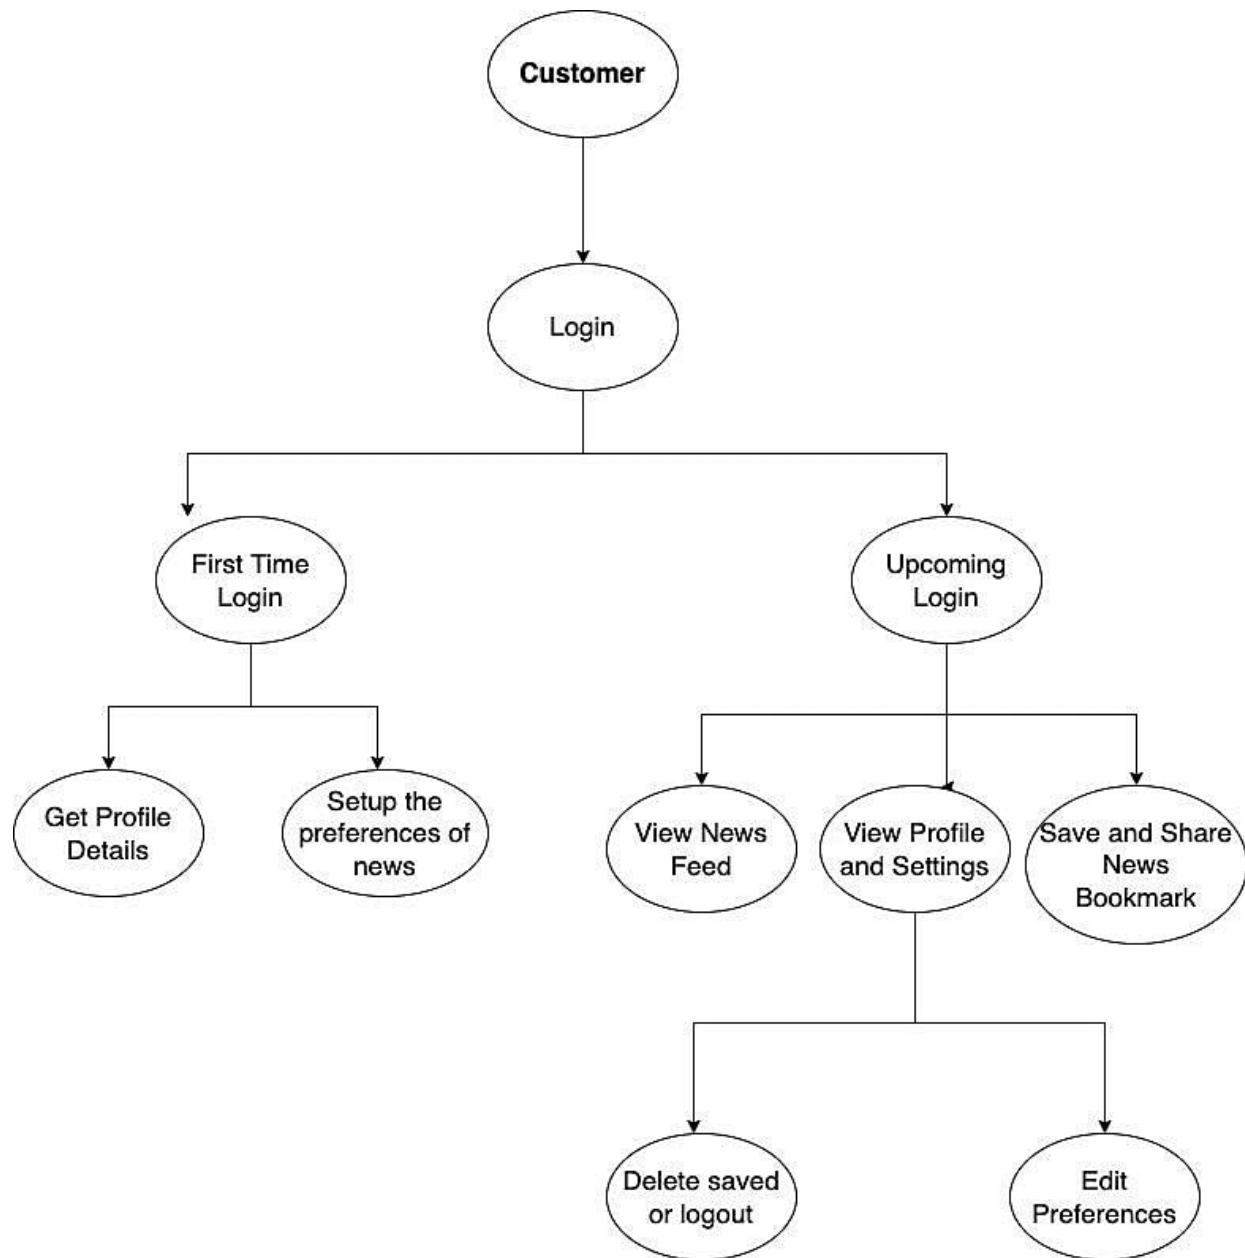 Customer
Login
First Time
Login
Upcoming
Login
Get Profile
Details
Setup the
preferences of
news
View News
Feed
View Profile
and Settings
Save and Share
News
Bookmark
Delete saved
or logout
Edit
Preferences